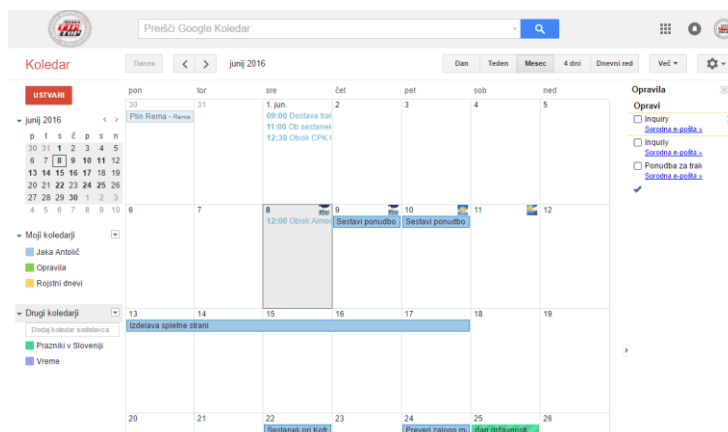 TIP TOP
Preišči Google Koledar
Koledar
Danes
junij 2016
Dan Teden Mesec 4 dni Dnevni red
Več
USTVARI
junij 2016
p t s č p s n
30 31 1 2 3 4 5
6 7 8 9 10 11 12
13 14 15 16 17 18 19
20 21 22 23 24 25 26
27 28 29 30 1 2 3
4 5 6 7 8 9 10
Moji koledarji
Jaka Antolič
Opravila
Rojstni dnevi
Drugi koledarji
Dodaj koledar sodelavca
Prazniki v Sloveniji
Vreme
pon tor sre čet pet sob ned
30 31 1. jun. 2 3 4 5
Plin Rema - Rema
09:00 Dostava tral
11:00 Ob sestanek
12:30 Obisk CPK
6 7 8 9 10 11 12
12:00 Obisk
Sestavi ponudbo Sestavi ponudbo
13 14 15 16 17 18 19
Izdelava spletne strani
20 21 22 23 24 25 26
Sestanek pri
Preveri zalogo
dan državnosti
Opravila
Opravi
Inquiry
Sorodna e-pošta »
Inquriy
Sorodna e-pošta »
Ponudba za trak
Sorodna e-pošta »